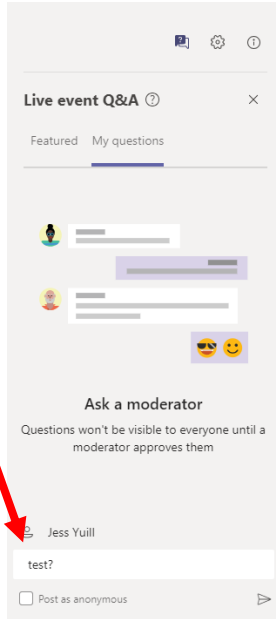 Live event Q&A
Featured My questions
Ask a moderator
Questions won't be visible to everyone until a
moderator approves them
Jess Yuill
test?
Post as anonymous